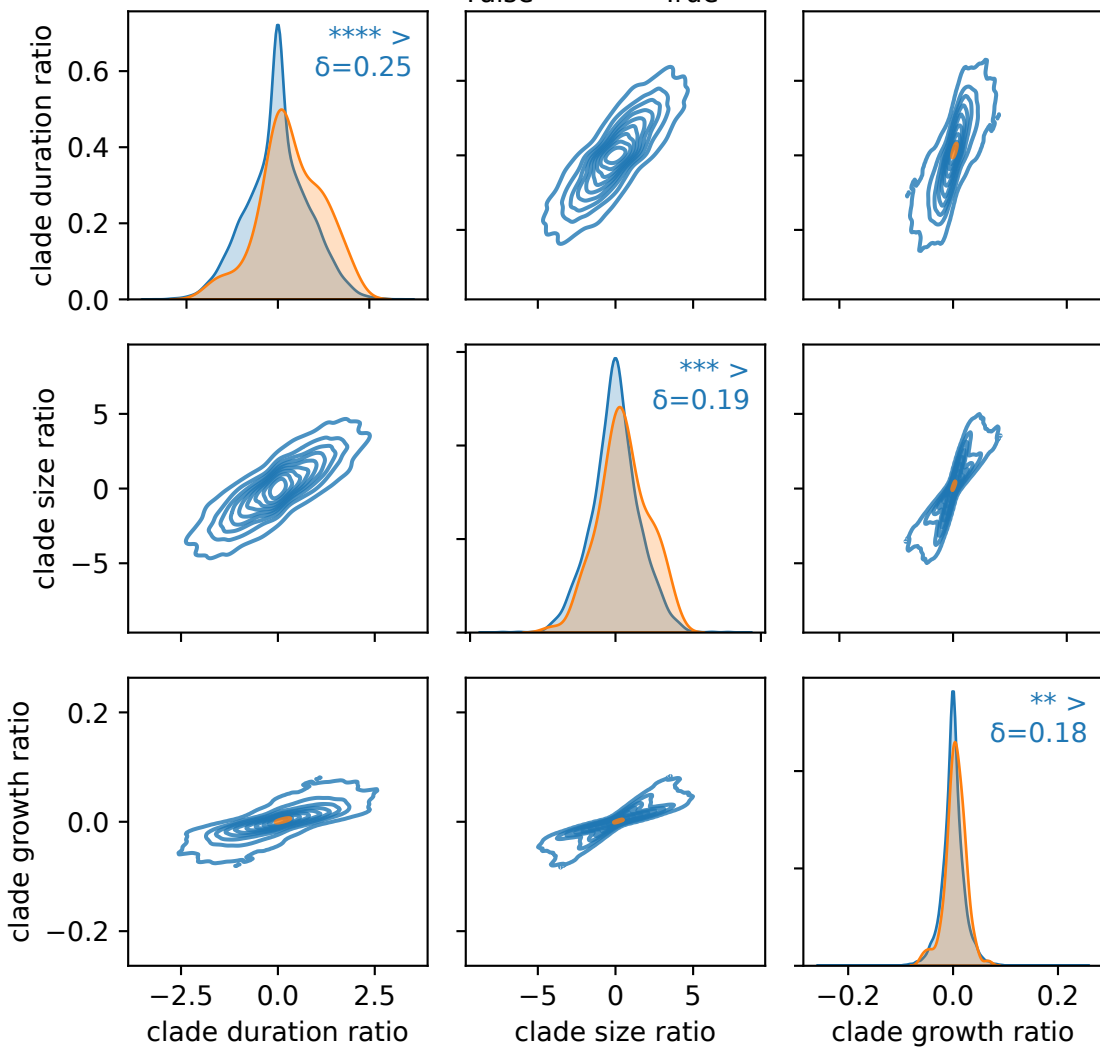 clade duration ratio
0.6
0.4
0.2
0.0
**** >
δ=0.25
clade size ratio
5
0
−5
*** >
δ=0.19
clade growth ratio
0.2
0.0
−0.2
** >
δ=0.18
−2.5 0.0 2.5
−5 0 5
−0.2 0.0 0.2
clade duration ratio
clade size ratio
clade growth ratio